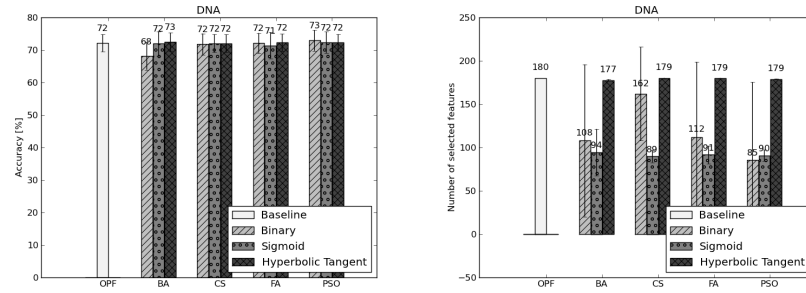 DNA
80
70
60
50
40
30
20
10
0
Accuracy [%]
72
68
72
73
72
72
72
72
71
72
73
72
72
OPF
BA
CS
FA
PSO
Baseline
Binary
Sigmoid
Hyperbolic Tangent
DNA
250
200
150
100
50
0
−50
Number of selected features
180
108
94
177
162
89
179
112
91
179
85
90
179
OPF
BA
CS
FA
PSO
Baseline
Binary
Sigmoid
Hyperbolic Tangent